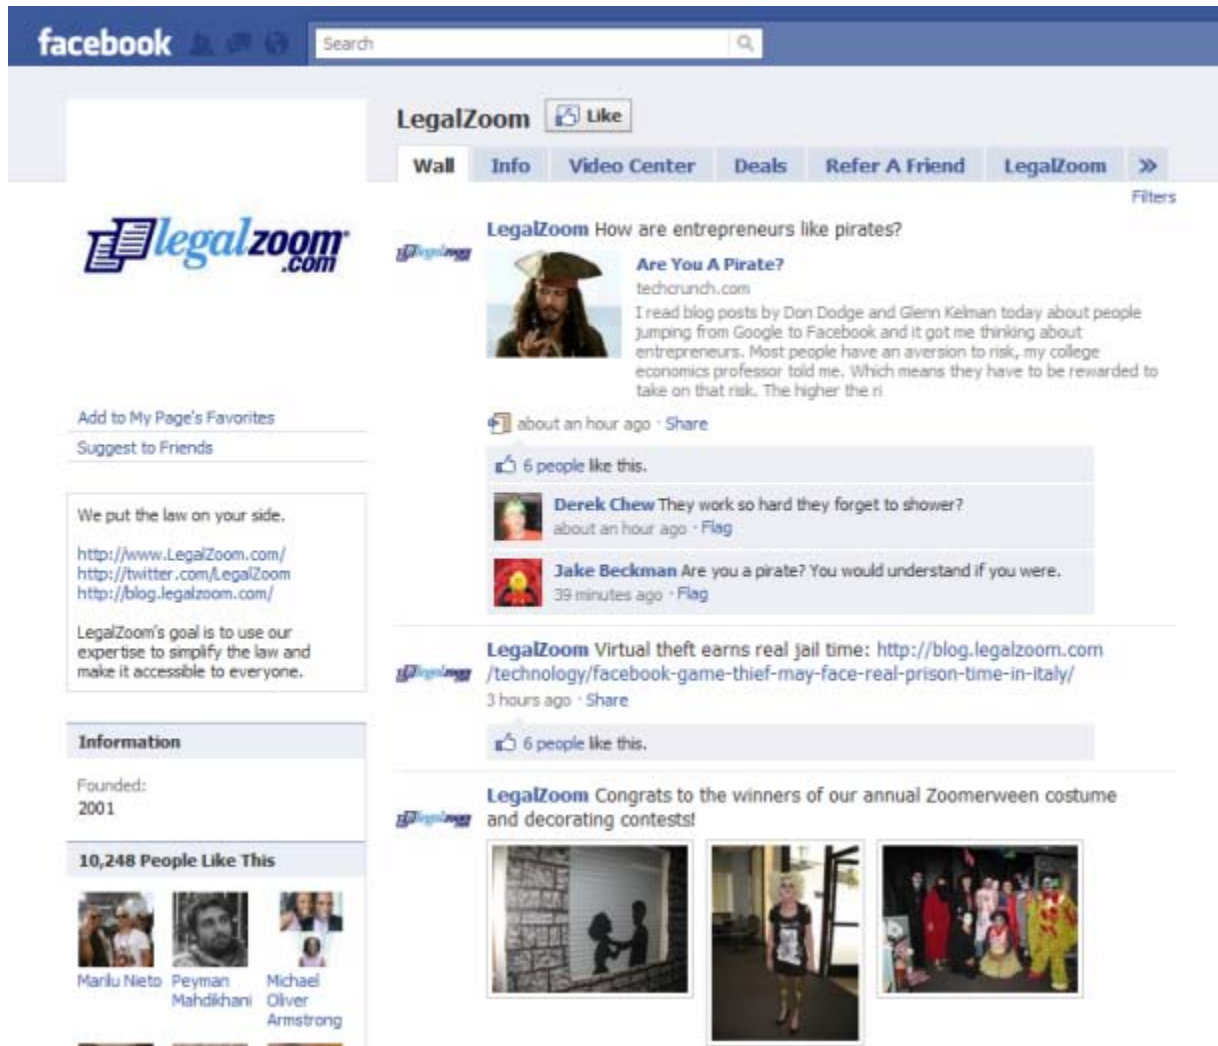 facebook
Search
LegalZoom Like
Wall Info Video Center Deals Refer A Friend LegalZoom »
Filters
legalzoom
.com
Add to My Page's Favorites
Suggest to Friends
We put the law on your side.
http://www.LegalZoom.com/
http://twitter.com/LegalZoom
http://blog.legalzoom.com/
LegalZoom's goal is to use our
expertise to simplify the law and
make it accessible to everyone.
Information
Founded:
2001
10,248 People Like This
Marilu Nieto
Peyman
Mahdikhani
Michael
Oliver
Armstrong
LegalZoom How are entrepreneurs like pirates?
Are You A Pirate?
techcrunch.com
I read blog posts by Don Dodge and Glenn Kelman today about people
jumping from Google to Facebook and it got me thinking about
entrepreneurs. Most people have an aversion to risk, my college
economics professor told me. Which means they have to be rewarded to
take on that risk. The higher the ri
about an hour ago · Share
6 people like this.
Derek Chew They work so hard they forget to shower?
about an hour ago · Flag
Jake Beckman Are you a pirate? You would understand if you were.
39 minutes ago · Flag
LegalZoom Virtual theft earns real jail time: http://blog.legalzoom.com
/technology/facebook-game-thief-may-face-real-prison-time-in-italy/
3 hours ago · Share
6 people like this.
LegalZoom Congrats to the winners of our annual Zoomerween costume
and decorating contests!